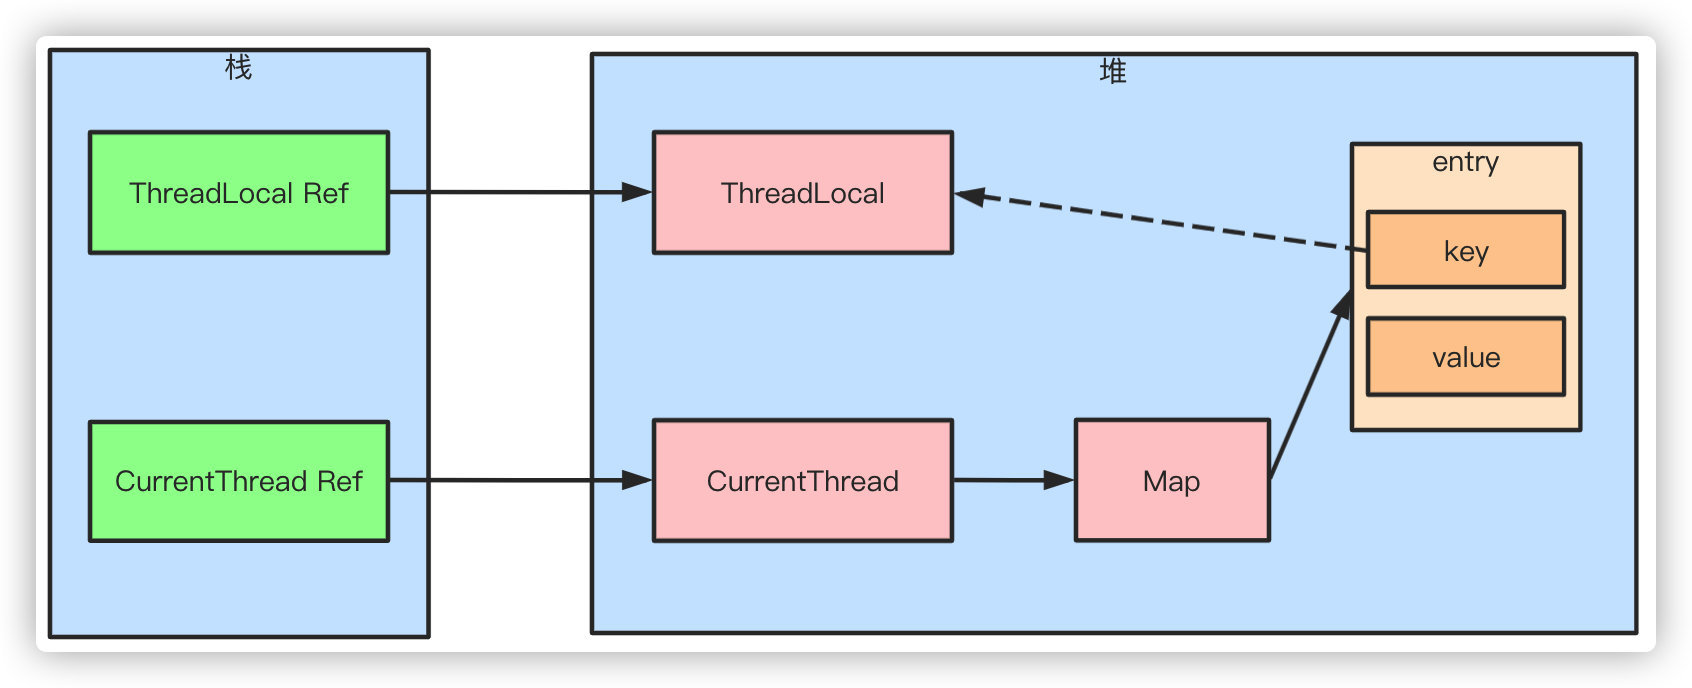 栈
堆
ThreadLocal Ref
ThreadLocal
entry
key
value
CurrentThread Ref
CurrentThread
Map